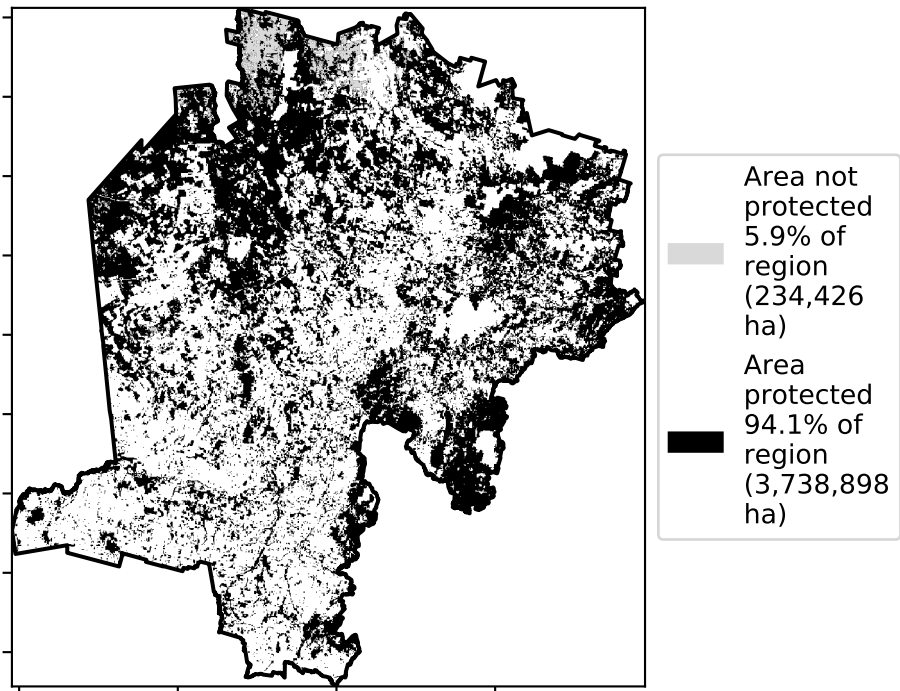 Area not
protected
5.9% of
region
(234,426
ha)
Area
protected
94.1% of
region
(3,738,898
ha)